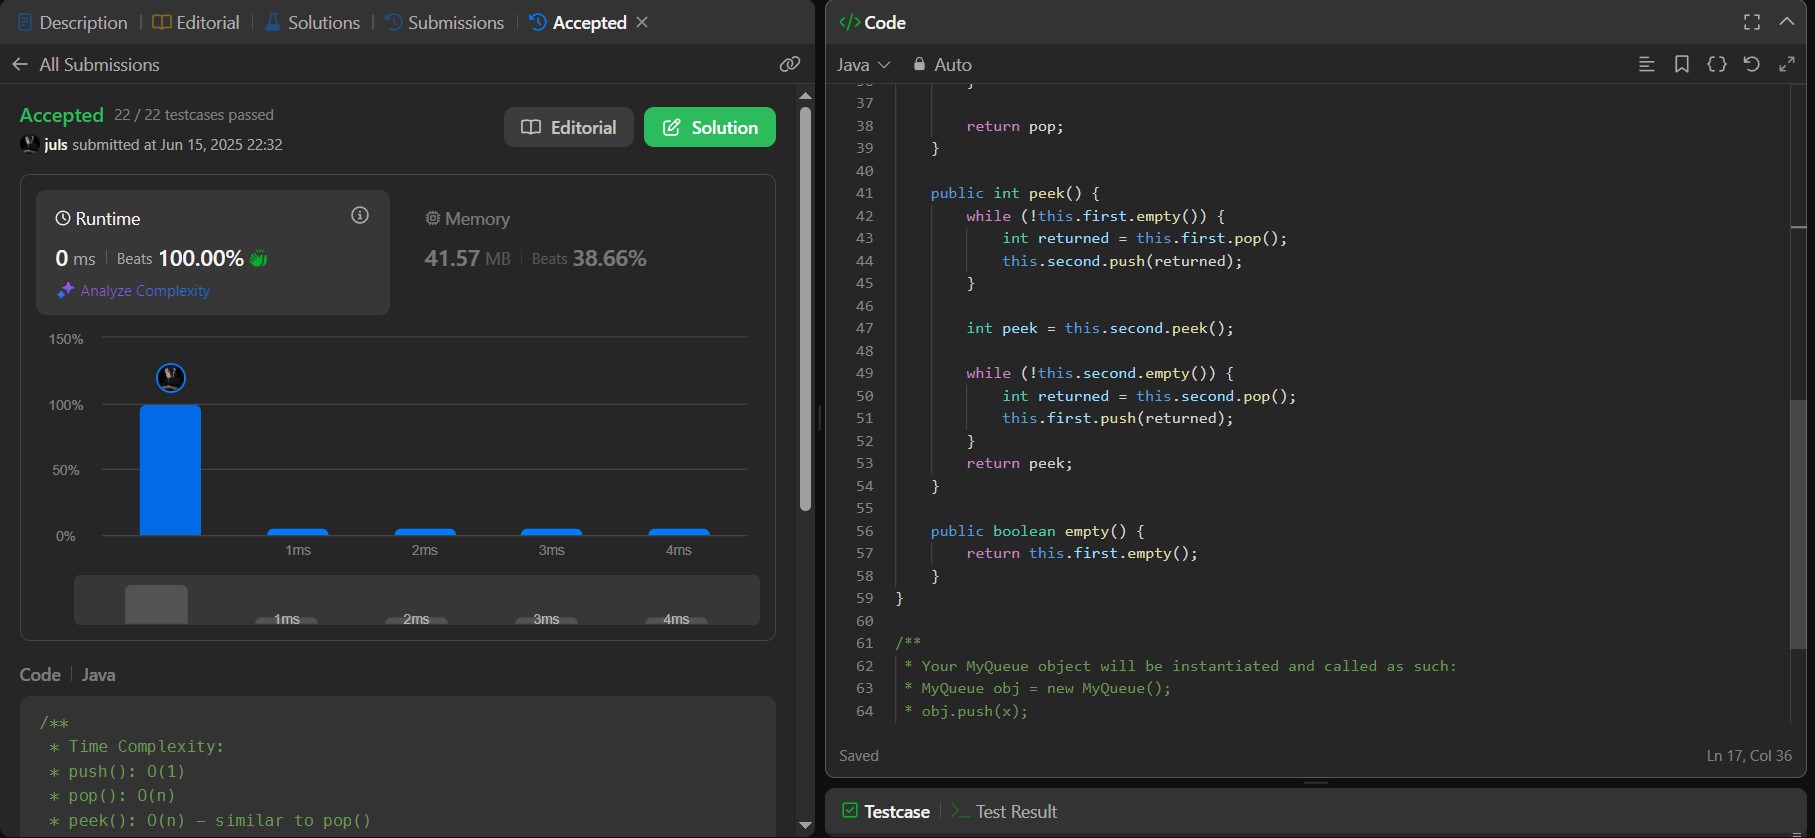 Description | Editorial | Solutions | Submissions | Accepted
All Submissions
Accepted 22 / 22 testcases passed
juls submitted at Jun 15, 2025 22:32
Editorial
Solution
Runtime
0 ms | Beats 100.00%
Analyze Complexity
Memory
41.57 MB | Beats 38.66%
150%
100%
50%
0%
1ms 2ms 3ms 4ms
1ms 2ms 3ms 4ms
Code | Java
/**
* Time Complexity:
* push(): O(1)
* pop(): O(n)
* peek(): O(n) – similar to pop()
</> Code
Java Auto
37
38 return pop;
39 }
40
41 public int peek() {
42 while (!this.first.empty()) {
43 int returned = this.first.pop();
44 this.second.push(returned);
45 }
46
47 int peek = this.second.peek();
48
49 while (!this.second.empty()) {
50 int returned = this.second.pop();
51 this.first.push(returned);
52 }
53 return peek;
54 }
55
56 public boolean empty() {
57 return this.first.empty();
58 }
59 }
60
61 /**
62 * Your MyQueue object will be instantiated and called as such:
63 * MyQueue obj = new MyQueue();
64 * obj.push(x);
Saved
Ln 17, Col 36
Testcase | Test Result